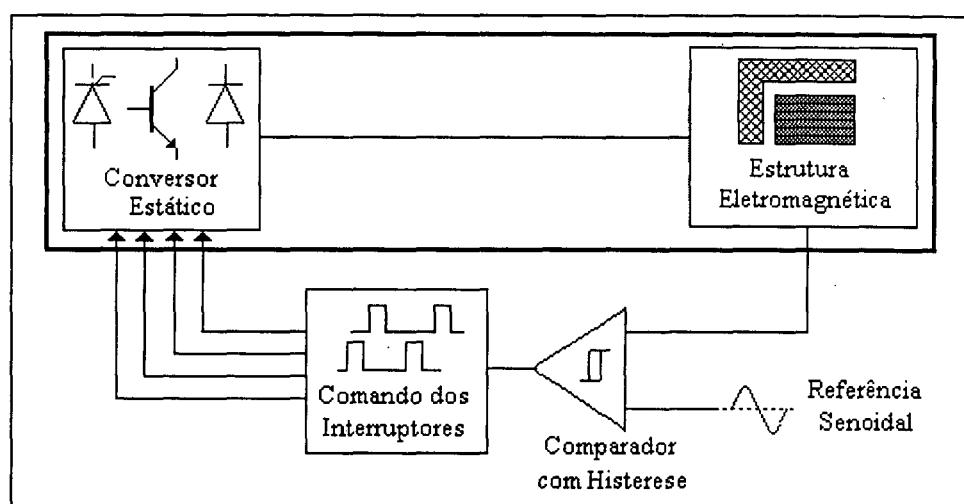 Conversor
Estático
Estrutura
Eletromagnética
Comando dos
Interruptores
Comparador
com Histerese
Referência
Senoidal